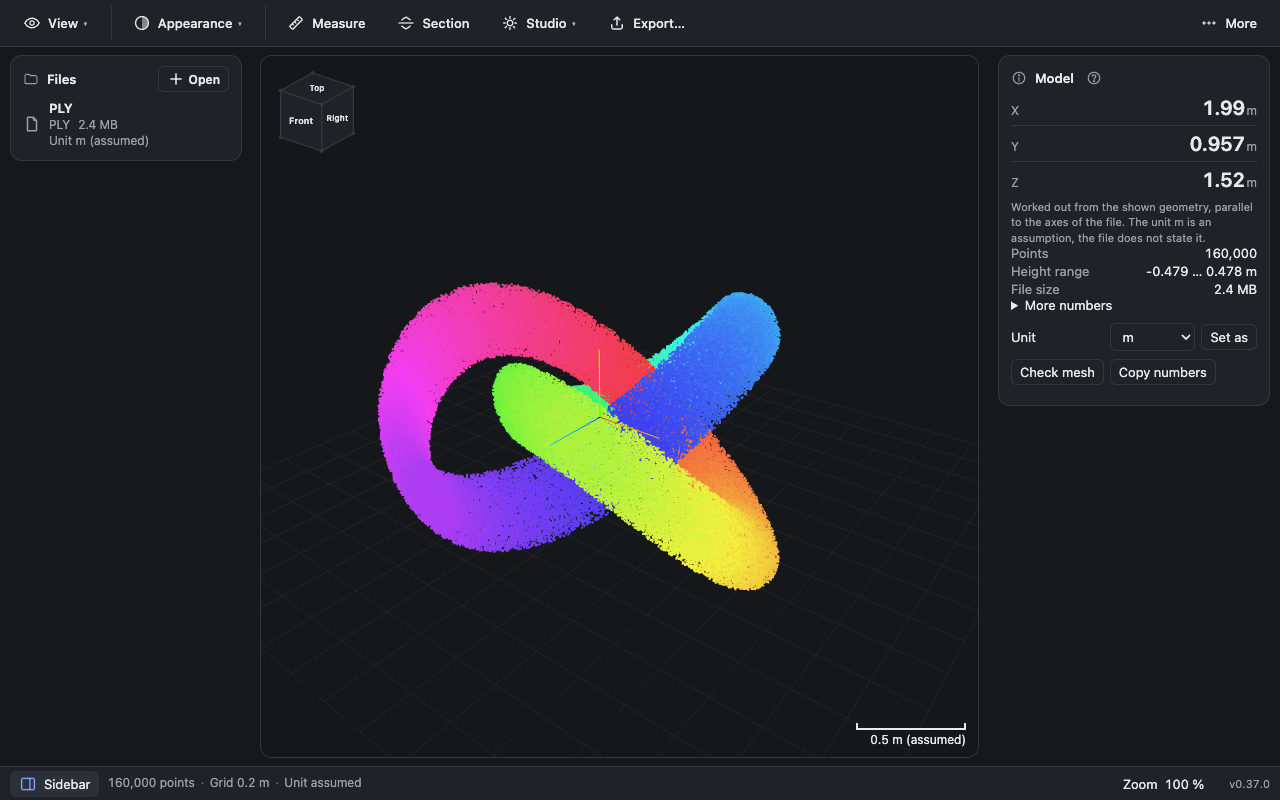 View
Appearance
Measure
Section
Studio
Export...
More
Files
Open
PLY
PLY 2.4 MB
Unit m (assumed)
Top
Front
Right
0.5 m (assumed)
Model
X 1.99 m
Y 0.957 m
Z 1.52 m
Worked out from the shown geometry, parallel
to the axes of the file. The unit m is an
assumption, the file does not state it.
Points 160,000
Height range -0.479 ... 0.478 m
File size 2.4 MB
More numbers
Unit m Set as
Check mesh Copy numbers
Sidebar 160,000 points · Grid 0.2 m · Unit assumed
Zoom 100 % v0.37.0